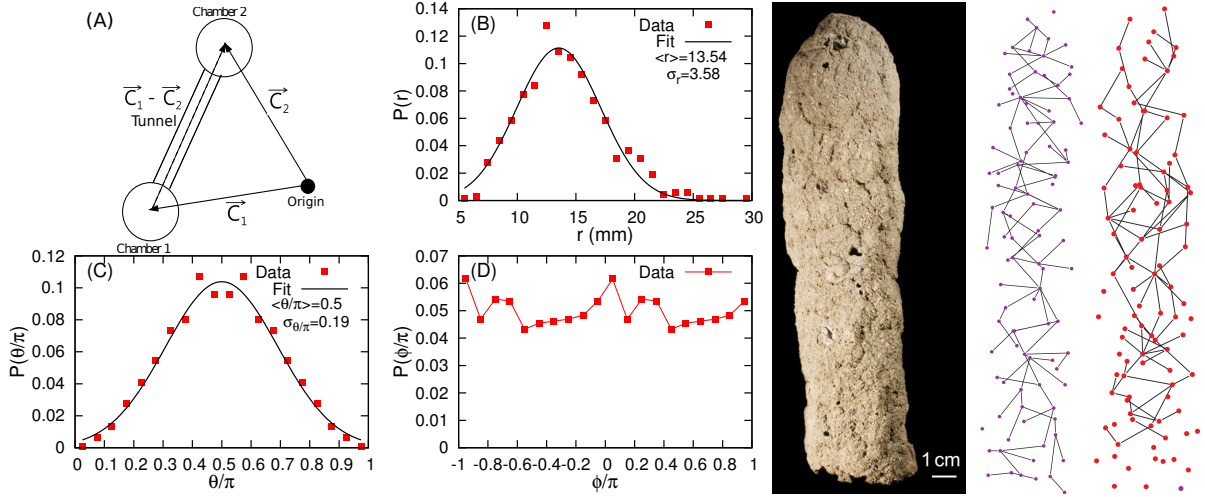 (A)
Chamber 2
C₁ - C₂
Tunnel
C₂
C₁
Origin
Chamber 1
(B)
Data
Fit
<r>=13.54
σᵣ=3.58
P(r)
0.14
0.12
0.1
0.08
0.06
0.04
0.02
0
5 10 15 20 25 30
r (mm)
(C)
Data
Fit
<θ/π>=0.5
σθ/π=0.19
P(θ/π)
0.12
0.1
0.08
0.06
0.04
0.02
0
0 0.1 0.2 0.3 0.4 0.5 0.6 0.7 0.8 0.9 1
θ/π
(D)
Data
P(ϕ/π)
0.07
0.06
0.05
0.04
0.03
0.02
0.01
0
-1 -0.8 -0.6 -0.4 -0.2 0 0.2 0.4 0.6 0.8 1
ϕ/π
1 cm